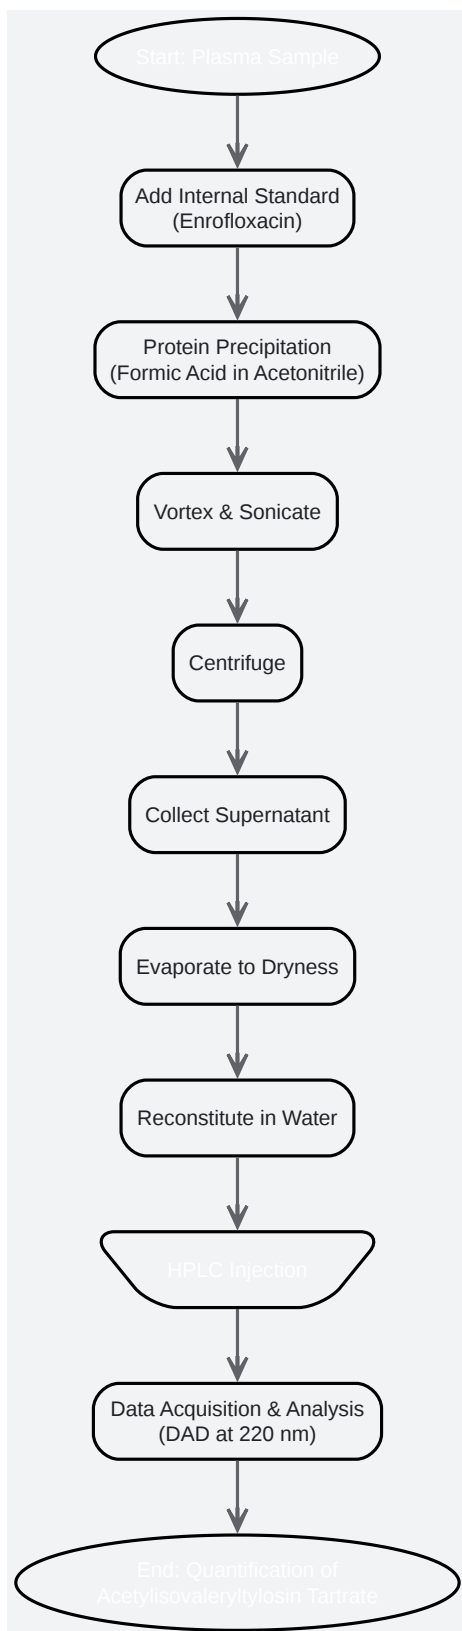 Start: Plasma Sample
Add Internal Standard
(Enrofloxacin)
Protein Precipitation
(Formic Acid in Acetonitrile)
Vortex & Sonicate
Centrifuge
Collect Supernatant
Evaporate to Dryness
Reconstitute in Water
HPLC Injection
Data Acquisition & Analysis
(DAD at 220 nm)
End: Quantification of
Acetylisovaleryltylosin Tartrate